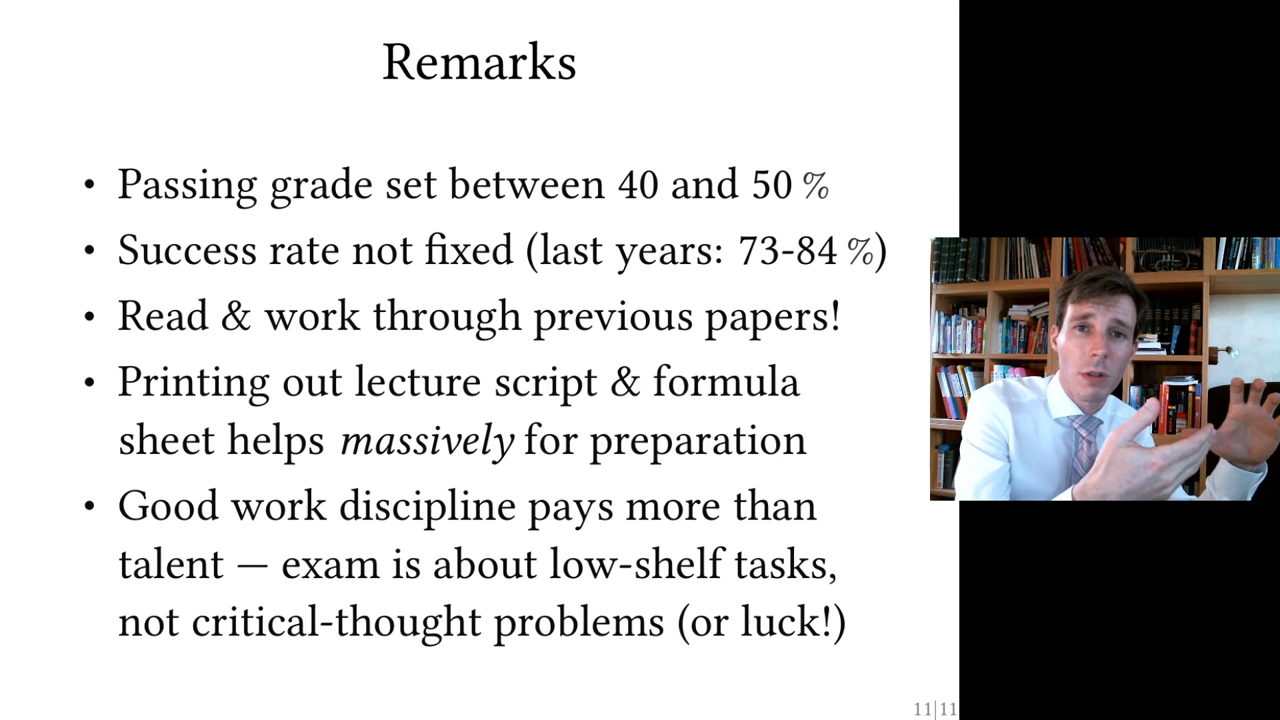 Remarks
• Passing grade set between 40 and 50 %
• Success rate not fixed (last years: 73-84 %)
• Read & work through previous papers!
• Printing out lecture script & formula
sheet helps massively for preparation
• Good work discipline pays more than
talent — exam is about low-shelf tasks,
not critical-thought problems (or luck!)
11|11